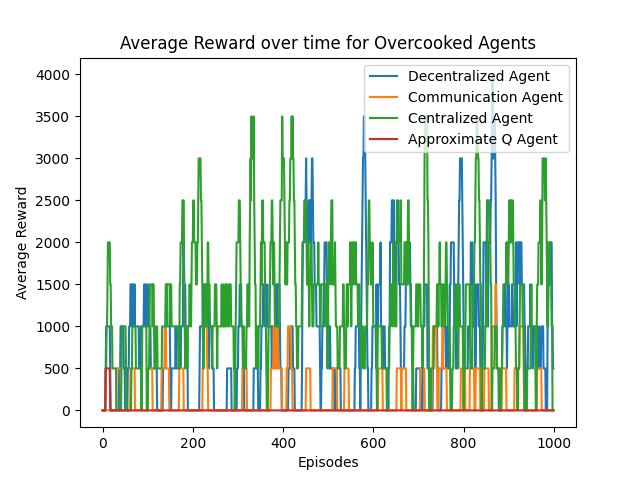 Average Reward over time for Overcooked Agents
Decentralized Agent
Communication Agent
Centralized Agent
Approximate Q Agent
Average Reward
4000
3500
3000
2500
2000
1500
1000
500
0
0 200 400 600 800 1000
Episodes